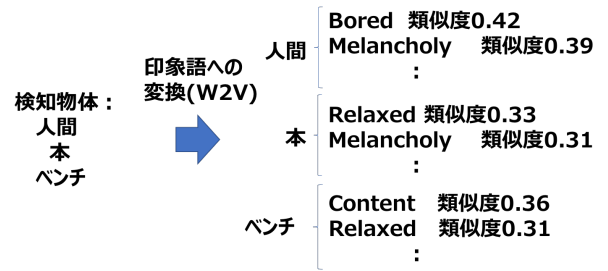 検知物体：
人間
本
ベンチ
印象語への
変換(W2V)
人間
Bored 類似度0.42
Melancholy 類似度0.39
：
本
Relaxed 類似度0.33
Melancholy 類似度0.31
：
ベンチ
Content 類似度0.36
Relaxed 類似度0.31
：